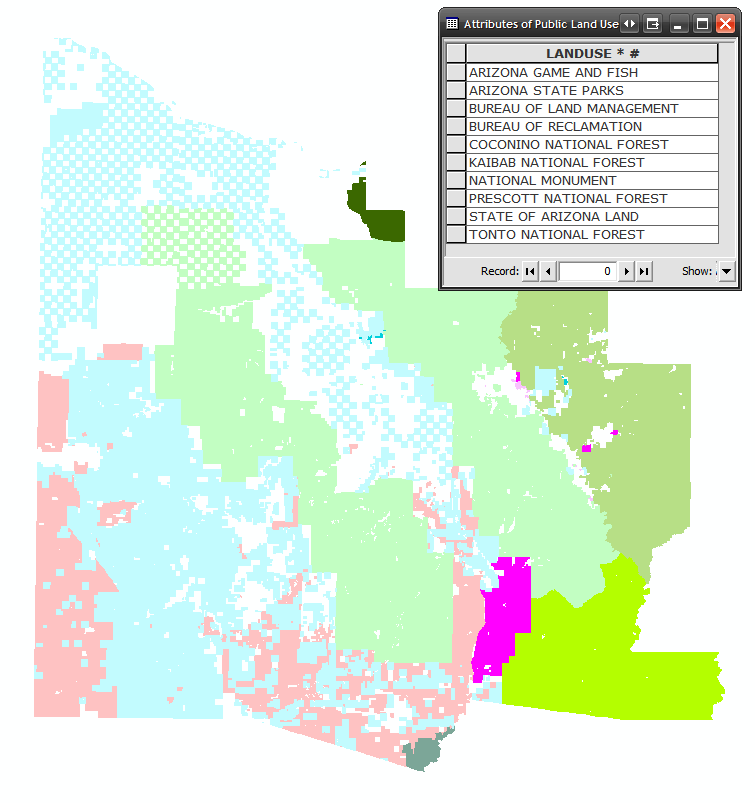 Attributes of Public Land Use
LANDUSE * #
ARIZONA GAME AND FISH
ARIZONA STATE PARKS
BUREAU OF LAND MANAGEMENT
BUREAU OF RECLAMATION
COCONINO NATIONAL FOREST
KAIBAB NATIONAL FOREST
NATIONAL MONUMENT
PRESCOTT NATIONAL FOREST
STATE OF ARIZONA LAND
TONTO NATIONAL FOREST
Record: 0 Show: